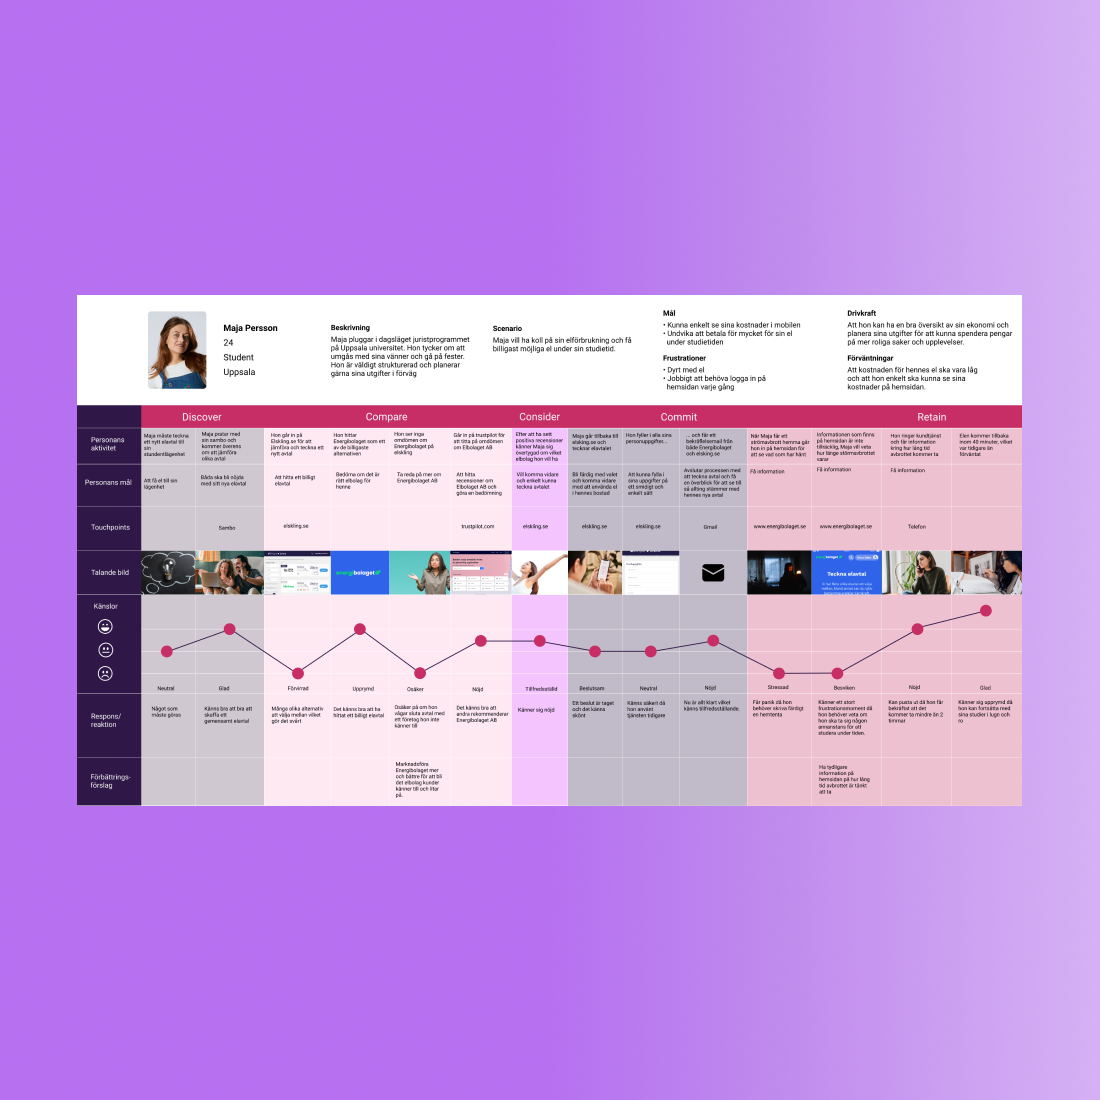 Maja Persson
24
Student
Uppsala
Beskrivning
Maja pluggar i dagsläget juristprogrammet
på Uppsala universitet. Hon tycker om att
umgås med sina vänner och gå på fester.
Hon är väldigt strukturerad och planerar
gärna sina utgifter i förväg
Scenario
Maja vill ha koll på sin elförbrukning och få
billigast möjliga el under sin studietid.
Mål
• Kunna enkelt se sina kostnader i mobilen
• Undvika att betala för mycket för sin el
under studietiden
Frustrationer
• Dyrt med el
• Jobbigt att behöva logga in på
hemsidan varje gång
Drivkraft
Att hon kan ha en bra översikt av sin ekonomi och
planera sina utgifter för att kunna spendera pengar
på mer roliga saker och upplevelser.
Förväntningar
Att kostnaden för hennes el ska vara låg
och att hon enkelt ska kunna se sina
kostnader på hemsidan.
Discover
Compare
Consider
Commit
Retain
Personans
aktivitet
Maja måste teckna
ett nytt elavtal till
sin
studentlägenhet
Maja pratar med
sin sambo och
kommer överens
om att jämföra
olika avtal
Hon går in på
Elskling.se för att
jämföra och teckna ett
nytt avtal
Hon hittar
Energibolaget som ett
av de billigaste
alternativen
Hon ser inga
omdömen om
Energibolaget på
elskling
Går in på trustpilot för
att titta på omdömen
om Elbolaget AB
Efter att ha sett
positiva recensioner
känner Maja sig
övertygad om vilket
elbolag hon vill ha
Maja går tillbaka till
elskling.se och
tecknar elavtalet
Hon fyller i alla sina
personuppgifter...
... och får ett
bekräftelsemail från
både Energibolaget
och elskling.se
När Maja får ett
strömavbrott hemma går
hon in på hemsidan för
att se vad som har hänt
Informationen som finns
på hemsidan är inte
tillräcklig, Maja vill veta
hur länge störmavbrottet
varar
Hon ringer kundtjänst
och får information
kring hur lång tid
avbrottet kommer ta
Elen kommer tillbaka
inom 40 minuter, vilket
var tidigare än
förväntat
Personans mål
Att få el till sin
lägenhet
Båda ska bli nöjda
med sitt nya elavtal
Att hitta ett billigt
elavtal
Bedöma om det är
rätt elbolag för
henne
Ta reda på mer om
Energibolaget AB
Att hitta
recensioner om
Elbolaget AB och
göra en bedömning
Vill komma vidare
och enkelt kunna
teckna avtalet
Bli färdig med valet
och komma vidare
med att använda el
i hennes bostad
Att kunna fylla i
sina uppgifter på
ett smidigt och
enkelt sätt
Avslutar processen med
att teckna avtal och få
en överblick för att se till
så allting stämmer med
hennes nya avtal
Få information
Få information
Få information
Touchpoints
Sambo
elskling.se
trustpilot.com
elskling.se
elskling.se
elskling.se
Gmail
www.energibolaget.se
www.energibolaget.se
Telefon
Talande bild
energibolaget
Teckna elavtal
Känslor
Neutral
Glad
Förvirrad
Upprymd
Osäker
Nöjd
Tillfredsställd
Beslutsam
Neutral
Nöjd
Stressad
Besviken
Nöjd
Glad
Respons/
reaktion
Något som
måste göras
Känns bra att bra att
skaffa ett
gemensamt elavtal
Många olika alternativ
att välja mellan vilket
gör det svårt
Det känns bra att ha
hittat ett billigt elavtal
Osäker på om hon
vågar sluta avtal med
ett företag hon inte
känner till
Det känns bra att
andra rekommenderar
Energibolaget AB
Känner sig nöjd
Ett beslut är taget
och det känns
skönt
Känns säkert då
hon använt
tjänsten tidigare
Nu är allt klart vilket
känns tillfredsställande.
Får panik då hon
behöver skriva färdigt
en hemtenta
Känner ett stort
frustrationsmoment då
hon behöver veta om
hon ska ta sig någon
annanstans för att
studera under tiden.
Kan pusta ut då hon får
bekräftat att det
kommer ta mindre än 2
timmar
Känner sig upprymd då
hon kan fortsätta med
sina studier i lugn och
ro
Förbättrings-
förslag
Marknadsföra
Energibolaget mer
och bättre för att bli
det elbolag kunder
känner till och litar
på.
Ha tydligare
information på
hemsidan på hur lång
tid avbrottet är tänkt
att ta